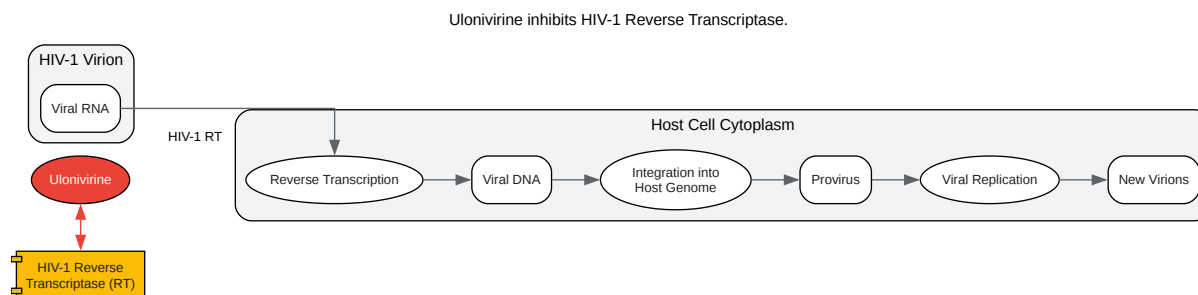 Ulonivirine inhibits HIV-1 Reverse Transcriptase.
HIV-1 Virion
Viral RNA
HIV-1 RT
Host Cell Cytoplasm
Ulonivirine
Reverse Transcription
Viral DNA
Integration into
Host Genome
Provirus
Viral Replication
New Virions
HIV-1 Reverse
Transcriptase (RT)